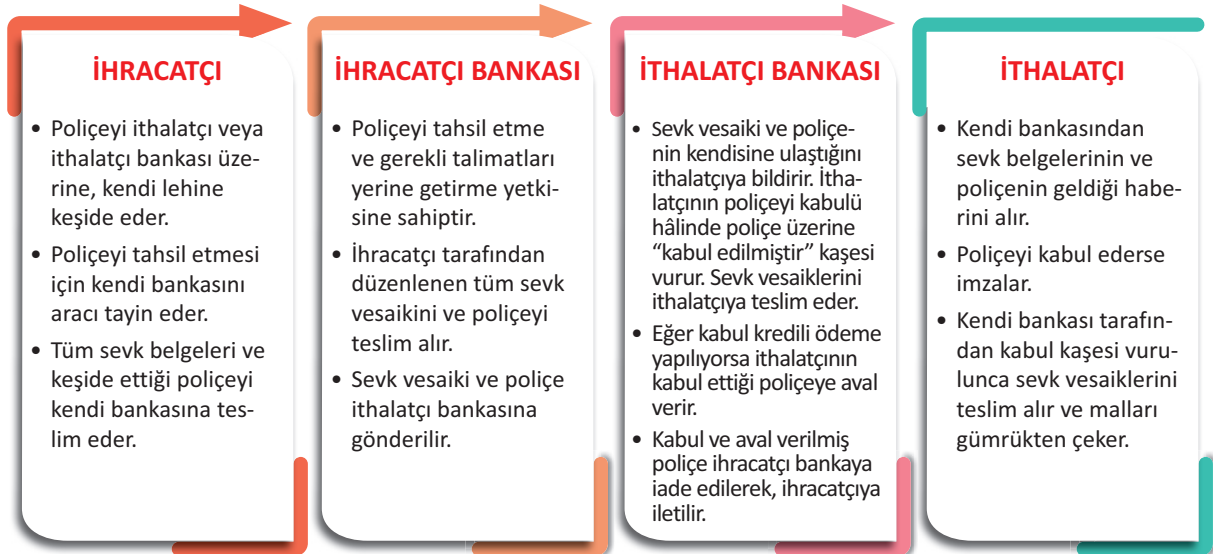 İHRACATÇI
• Poliçeyi ithalatçı veya
ithalatçı bankası üze-
rine, kendi lehine
keşide eder.
• Poliçeyi tahsil etmesi
için kendi bankasını
aracı tayin eder.
• Tüm sevk belgeleri ve
keşide ettiği poliçeyi
kendi bankasına tes-
lim eder.
İHRACATÇI BANKASI
• Poliçeyi tahsil etme
ve gerekli talimatları
yerine getirme yetki-
sine sahiptir.
• İhracatçı tarafından
düzenlenen tüm sevk
vesaikini ve poliçeyi
teslim alır.
• Sevk vesaiki ve poliçe
ithalatçı bankasına
gönderilir.
İTHALATÇI BANKASI
• Sevk vesaiki ve poliçe-
nin kendisine ulaştığını
ithalatçıya bildirir. İtha-
latçının poliçeyi kabulü
hâlinde poliçe üzerine
“kabul edilmiştir” kaşesi
vurur. Sevk vesaiklerini
ithalatçıya teslim eder.
• Eğer kabul kredili ödeme
yapılıyorsa ithalatçının
kabul ettiği poliçeye aval
verir.
• Kabul ve aval verilmiş
poliçe ihracatçı bankaya
iade edilerek, ihracatçıya
iletilir.
İTHALATÇI
• Kendi bankasından
sevk belgelerinin ve
poliçenin geldiği habe-
rini alır.
• Poliçeyi kabul ederse
imzalar.
• Kendi bankası tarafın-
dan kabul kaşesi vuru-
lunca sevk vesaiklerini
teslim alır ve malları
gümrükten çeker.